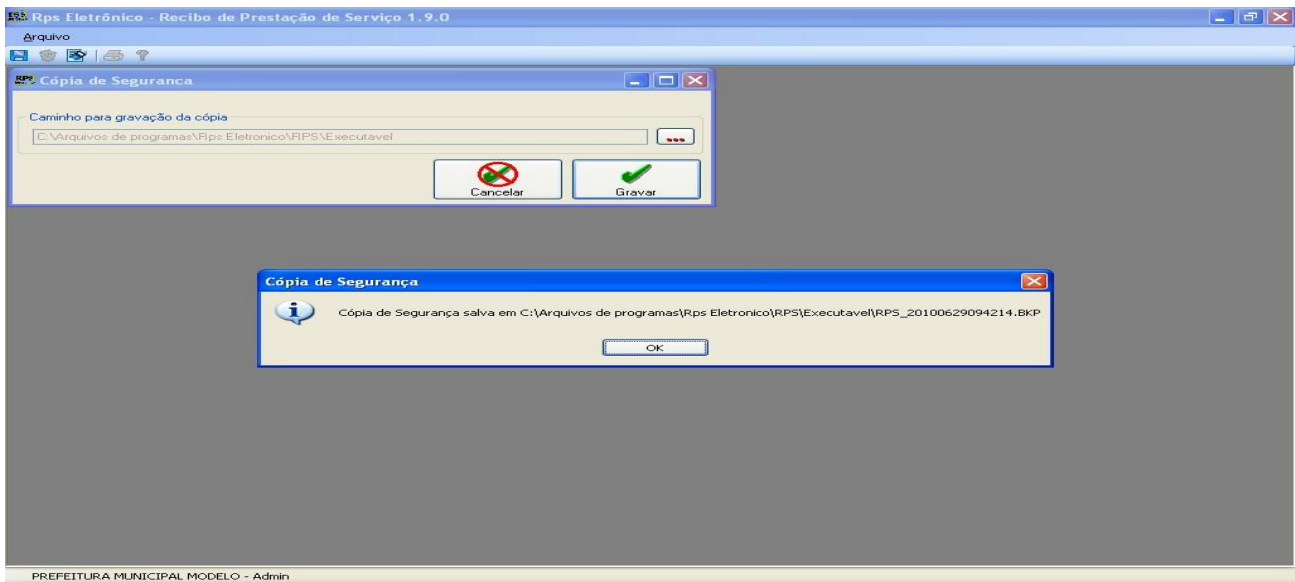 Rps Eletrônico - Recibo de Prestação de Serviço 1.9.0
Arquivo
Cópia de Seguranca
Caminho para gravação da cópia
C:\Arquivos de programas\Rps Eletronico\RPS\Executavel
...
Cancelar
Gravar
Cópia de Segurança
Cópia de Segurança salva em C:\Arquivos de programas\Rps Eletronico\RPS\Executavel\RPS_20100629094214.BKP
OK
PREFEITURA MUNICIPAL MODELO - Admin